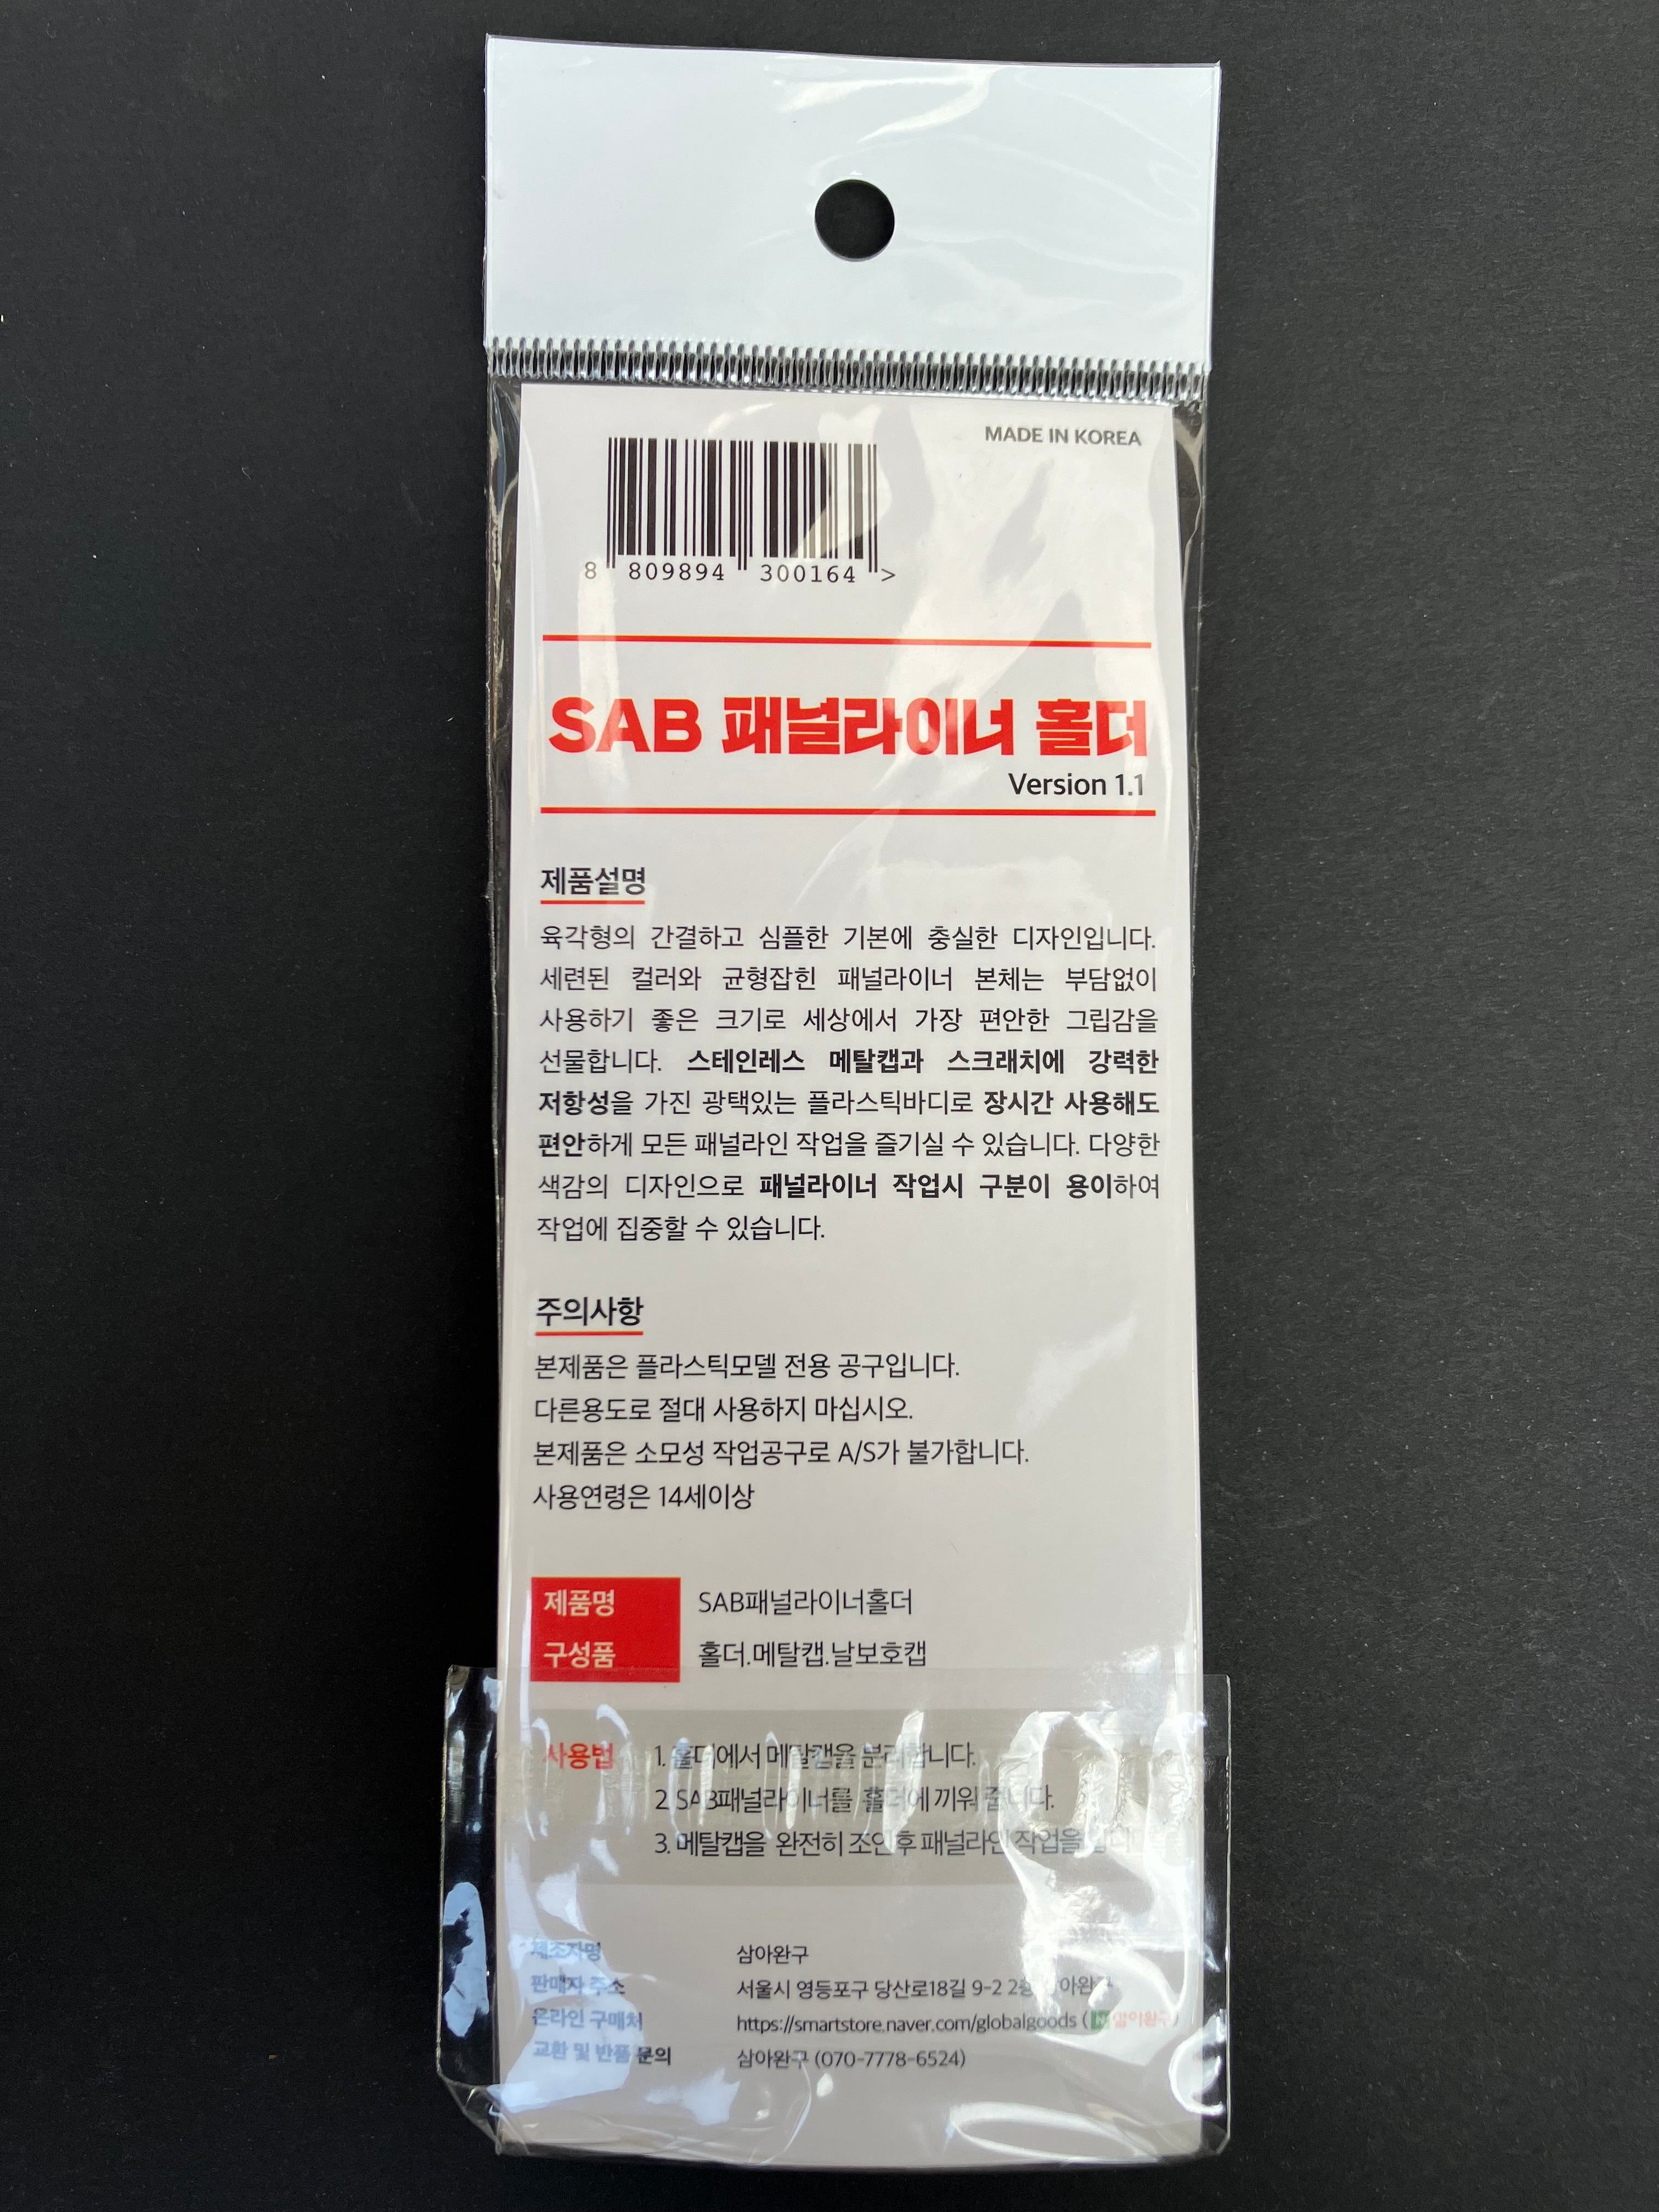 MADE IN KOREA
8 809894 300164 >
SAB 패널라이너 홀더
Version 1.1
제품설명
육각형의 간결하고 심플한 기본에 충실한 디자인입니다.
세련된 컬러와 균형잡힌 패널라이너 본체는 부담없이
사용하기 좋은 크기로 세상에서 가장 편안한 그립감을
선물합니다. 스테인레스 메탈캡과 스크래치에 강력한
저항성을 가진 광택있는 플라스틱바디로 장시간 사용해도
편안하게 모든 패널라인 작업을 즐기실 수 있습니다. 다양한
색감의 디자인으로 패널라이너 작업시 구분이 용이하여
작업에 집중할 수 있습니다.
주의사항
본제품은 플라스틱모델 전용 공구입니다.
다른용도로 절대 사용하지 마십시오.
본제품은 소모성 작업공구로 A/S가 불가합니다.
사용연령은 14세이상
제품명 SAB패널라이너홀더
구성품 홀더.메탈캡.날보호캡
사용법 1. 홀더에서 메탈캡을 분리합니다.
2. SAB패널라이너를 홀더에 끼워 줍니다.
3. 메탈캡을 완전히 조인후 패널라인 작업을
제조자명 삼아완구
판매자 주소 서울시 영등포구 당산로18길 9-2
온라인 구매처 https://smartstore.naver.com/globalgoods (
교환 및 반품 문의 삼아완구 (070-7778-6524)